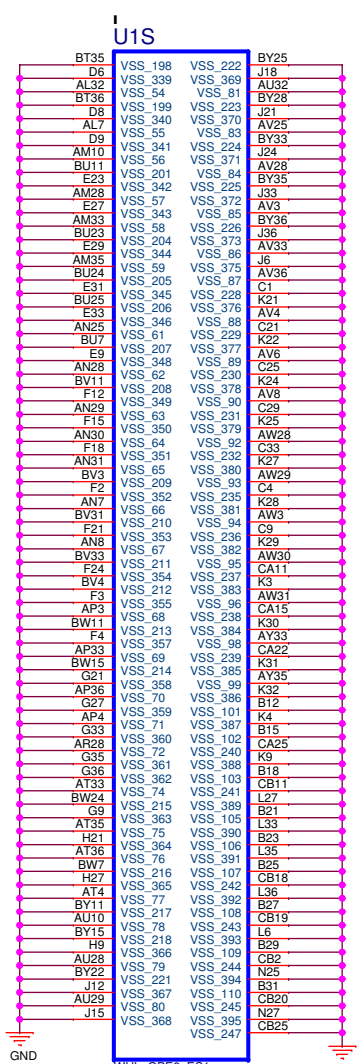 U1S
BT35 VSS_198 VSS_222 BY25
D6 VSS_339 VSS_369 J18
AL32 VSS_54 VSS_81 AU32
BT36 VSS_199 VSS_223 BY28
D8 VSS_340 VSS_370 J21
AL7 VSS_55 VSS_83 AV25
D9 VSS_341 VSS_224 BY33
AM10 VSS_56 VSS_371 J24
BU11 VSS_201 VSS_84 AV28
E23 VSS_342 VSS_225 BY35
AM28 VSS_57 VSS_372 J33
E27 VSS_343 VSS_85 AV3
AM33 VSS_58 VSS_226 BY36
BU23 VSS_204 VSS_373 J36
E29 VSS_344 VSS_86 AV33
AM35 VSS_59 VSS_375 J6
BU24 VSS_205 VSS_87 AV36
E31 VSS_345 VSS_228 C1
BU25 VSS_206 VSS_376 K21
E33 VSS_346 VSS_88 AV4
AN25 VSS_61 VSS_229 C21
BU7 VSS_207 VSS_377 K22
E9 VSS_348 VSS_89 AV6
AN28 VSS_62 VSS_230 C25
BV11 VSS_208 VSS_378 K24
F12 VSS_349 VSS_90 AV8
AN29 VSS_63 VSS_231 C29
F15 VSS_350 VSS_379 K25
AN30 VSS_64 VSS_92 AW28
F18 VSS_351 VSS_232 C33
AN31 VSS_65 VSS_380 K27
BV3 VSS_209 VSS_93 AW29
F2 VSS_352 VSS_235 C4
AN7 VSS_66 VSS_381 K28
BV31 VSS_210 VSS_94 AW3
F21 VSS_353 VSS_236 C9
AN8 VSS_67 VSS_382 K29
BV33 VSS_211 VSS_95 AW30
F24 VSS_354 VSS_237 CA11
BV4 VSS_212 VSS_383 K3
F3 VSS_355 VSS_96 AW31
AP3 VSS_68 VSS_238 CA15
BW11 VSS_213 VSS_384 K30
F4 VSS_357 VSS_98 AY33
AP33 VSS_69 VSS_239 CA22
BW15 VSS_214 VSS_385 K31
G21 VSS_358 VSS_99 AY35
AP36 VSS_70 VSS_386 K32
G27 VSS_359 VSS_101 B12
AP4 VSS_71 VSS_387 K4
G33 VSS_360 VSS_102 B15
AR28 VSS_72 VSS_240 CA25
G35 VSS_361 VSS_388 K9
G36 VSS_362 VSS_103 B18
AT33 VSS_74 VSS_241 CB11
BW24 VSS_215 VSS_389 L27
G9 VSS_363 VSS_105 B21
AT35 VSS_75 VSS_390 L33
H21 VSS_364 VSS_106 B23
AT36 VSS_76 VSS_391 L35
BW7 VSS_216 VSS_107 B25
H27 VSS_365 VSS_242 CB18
AT4 VSS_77 VSS_392 L36
BY11 VSS_217 VSS_108 B27
AU10 VSS_78 VSS_243 CB19
BY15 VSS_218 VSS_393 L6
H9 VSS_366 VSS_109 B29
AU28 VSS_79 VSS_244 CB2
BY22 VSS_221 VSS_394 N25
J12 VSS_367 VSS_110 B31
AU29 VSS_80 VSS_245 CB20
J15 VSS_368 VSS_395 N27
VSS_247 CB25
GND